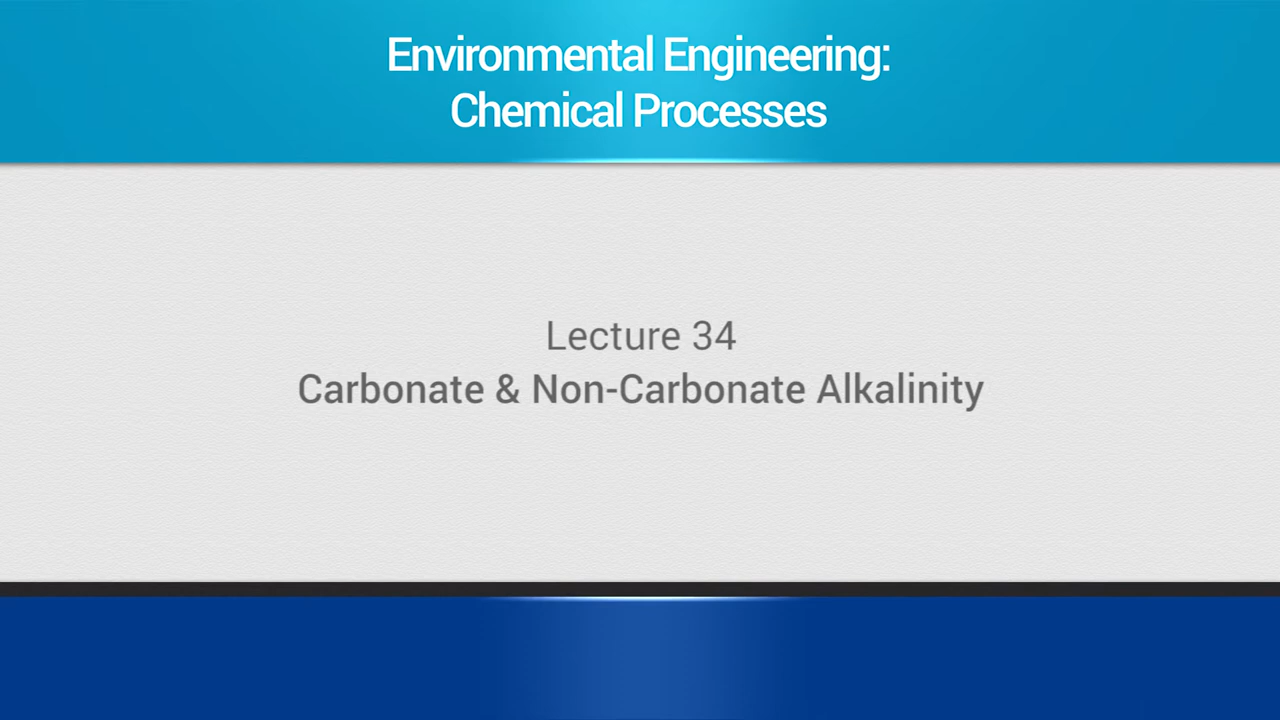 Environmental Engineering:
Chemical Processes
Lecture 34
Carbonate & Non-Carbonate Alkalinity